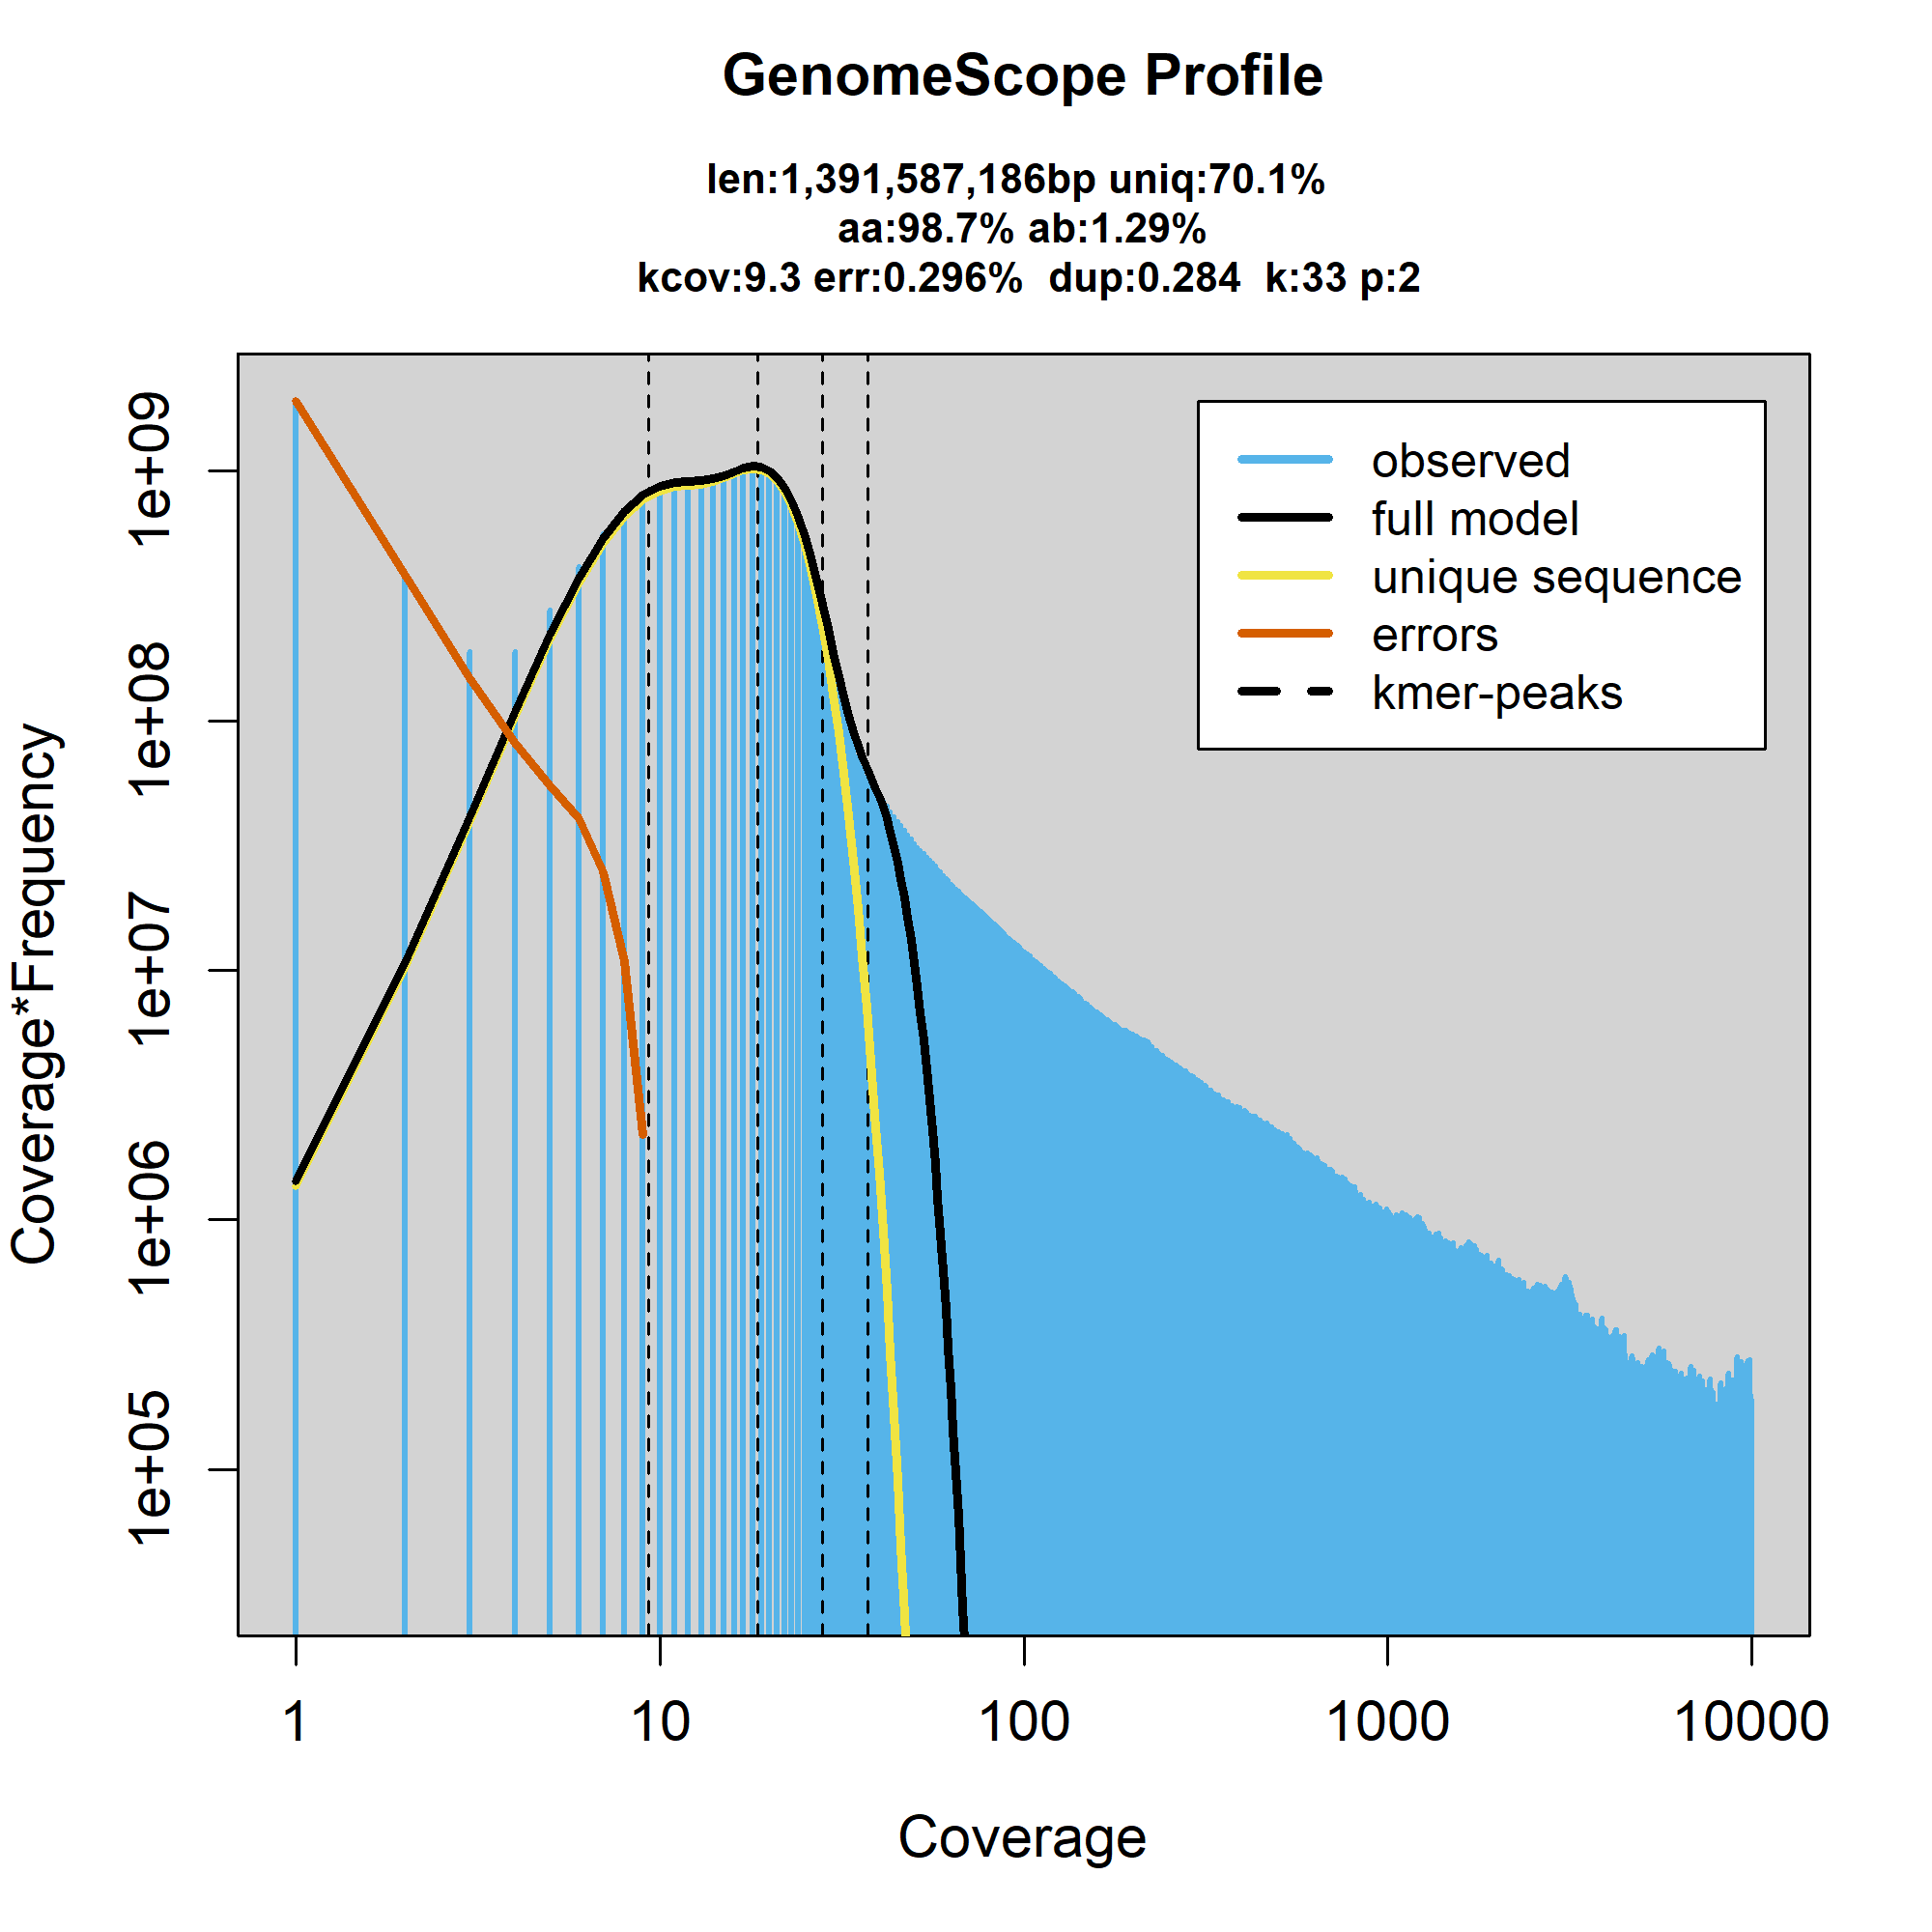 GenomeScope Profile
len:1,391,587,186bp uniq:70.1%
aa:98.7% ab:1.29%
kcov:9.3 err:0.296% dup:0.284 k:33 p:2
observed
full model
unique sequence
errors
kmer-peaks
Coverage*Frequency
1e+09
1e+08
1e+07
1e+06
1e+05
1 10 100 1000 10000
Coverage